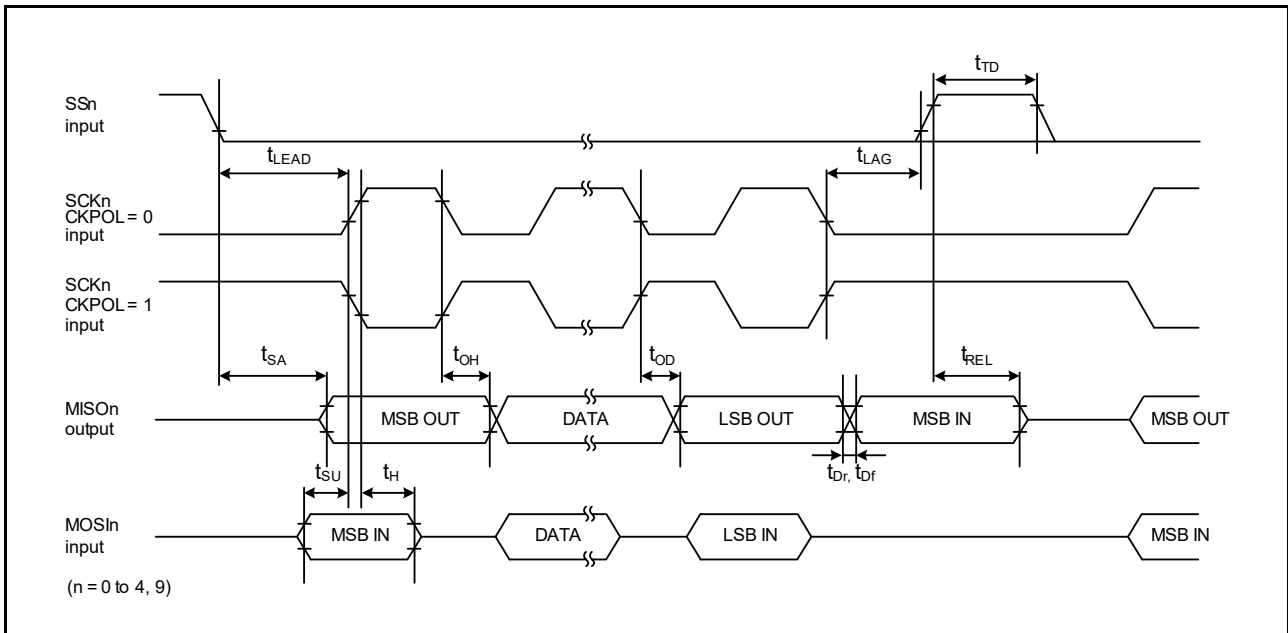 tTD
SSn
input
tLEAD
tLAG
SCKn
CKPOL = 0
input
SCKn
CKPOL = 1
input
tSA
tOH
tOD
tREL
MISOn
output
MSB OUT
DATA
LSB OUT
MSB IN
MSB OUT
tSU
tH
tDr, tDf
MOSIn
input
MSB IN
DATA
LSB IN
MSB IN
(n = 0 to 4, 9)